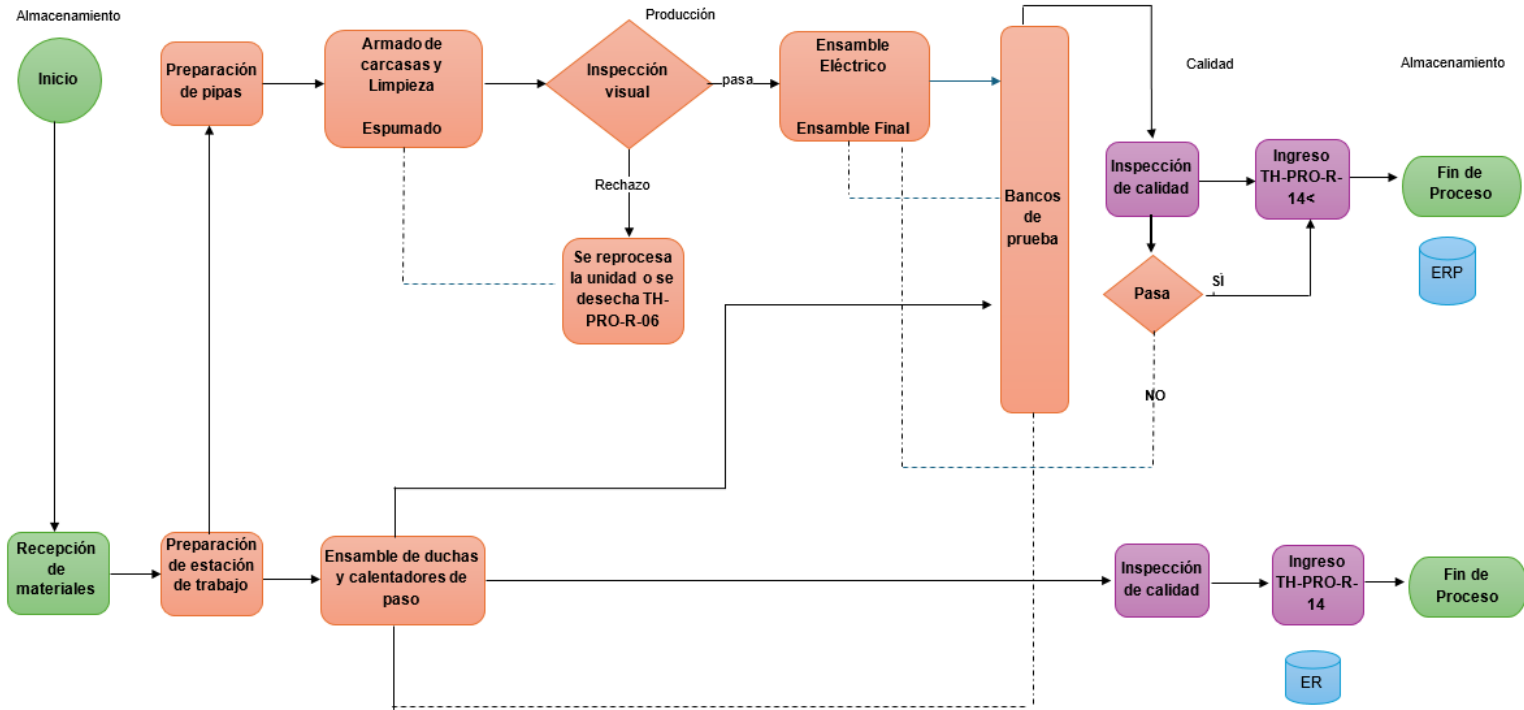 Almacenamiento
Producción
Calidad
Almacenamiento
Inicio
Preparación
de pipas
Armado de
carcasas y
Limpieza
Espumado
Inspección
visual
pasa
Ensamble
Eléctrico
Ensamble Final
Bancos
de
prueba
Inspección
de calidad
Ingreso
TH-PRO-R-
14<
Fin de
Proceso
Rechazo
Se reprocesa
la unidad o se
desecha TH-
PRO-R-06
Pasa
SÌ
NO
ERP
Recepción
de
materiales
Preparación
de estación
de trabajo
Ensamble de duchas
y calentadores de
paso
Inspección
de calidad
Ingreso
TH-PRO-R-
14
Fin de
Proceso
ER